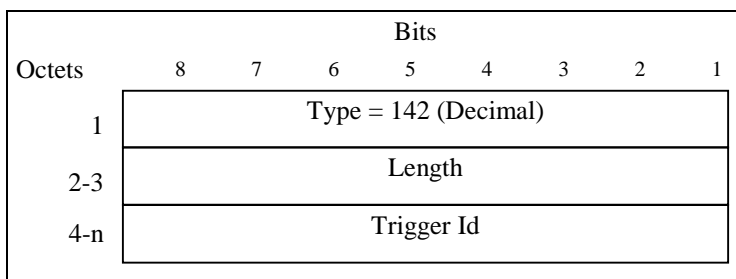 Bits
Octets 8 7 6 5 4 3 2 1
1 Type = 142 (Decimal)
2-3 Length
4-n Trigger Id